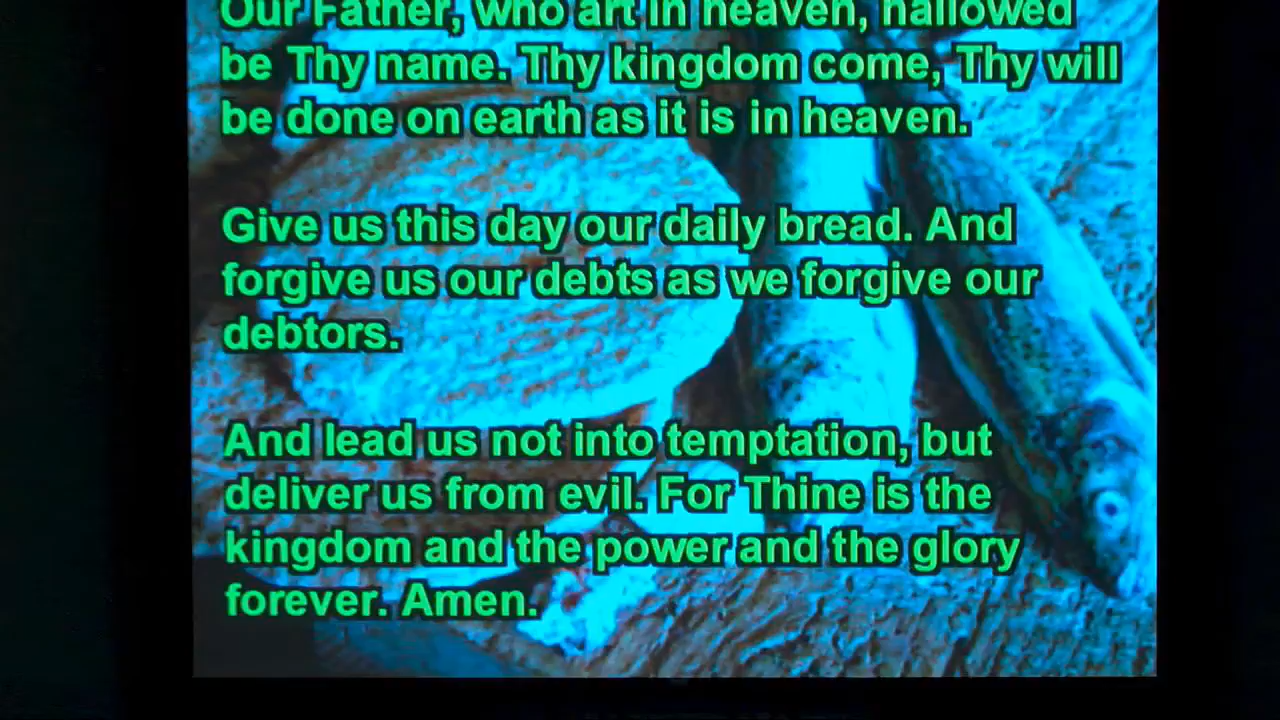 Our Father, who art in heaven, hallowed
be Thy name. Thy kingdom come, Thy will
be done on earth as it is in heaven.
Give us this day our daily bread. And
forgive us our debts as we forgive our
debtors.
And lead us not into temptation, but
deliver us from evil. For Thine is the
kingdom and the power and the glory
forever. Amen.